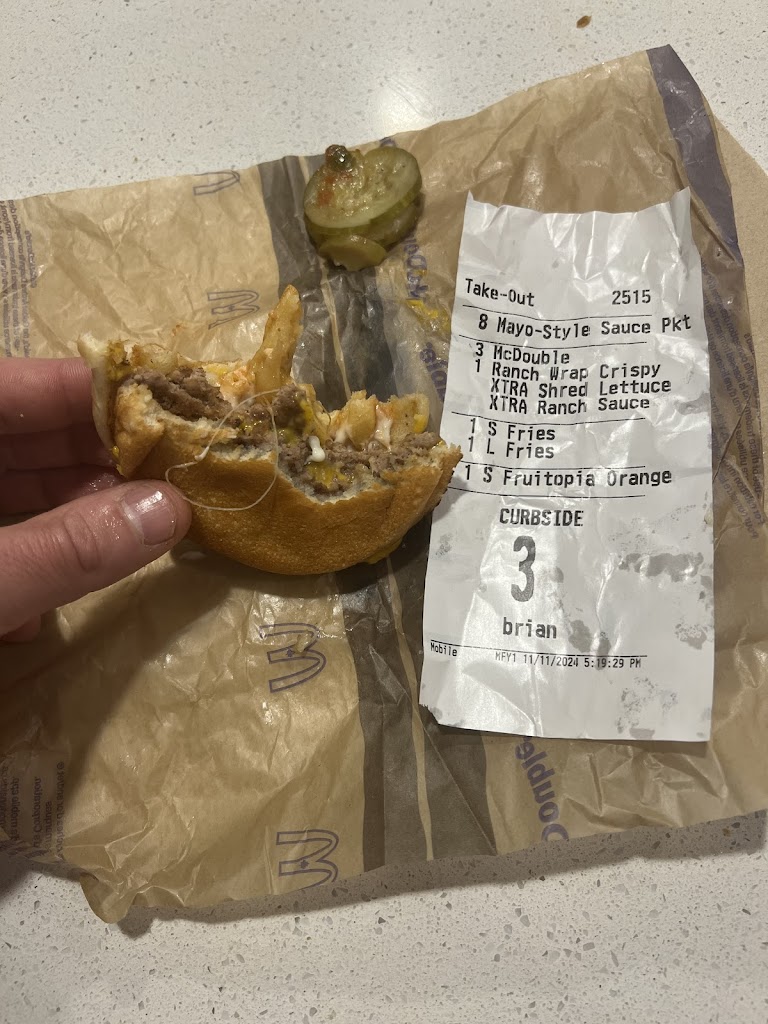 Take-Out 2515
8 Mayo-Style Sauce Pkt
3 McDouble
1 Ranch Wrap Crispy
XTRA Shred Lettuce
XTRA Ranch Sauce
1 S Fries
1 L Fries
1 S Fruitopia Orange
CURBSIDE
3
brian
Mobile MFY1 11/11/2024 5:19:29 PM
Double